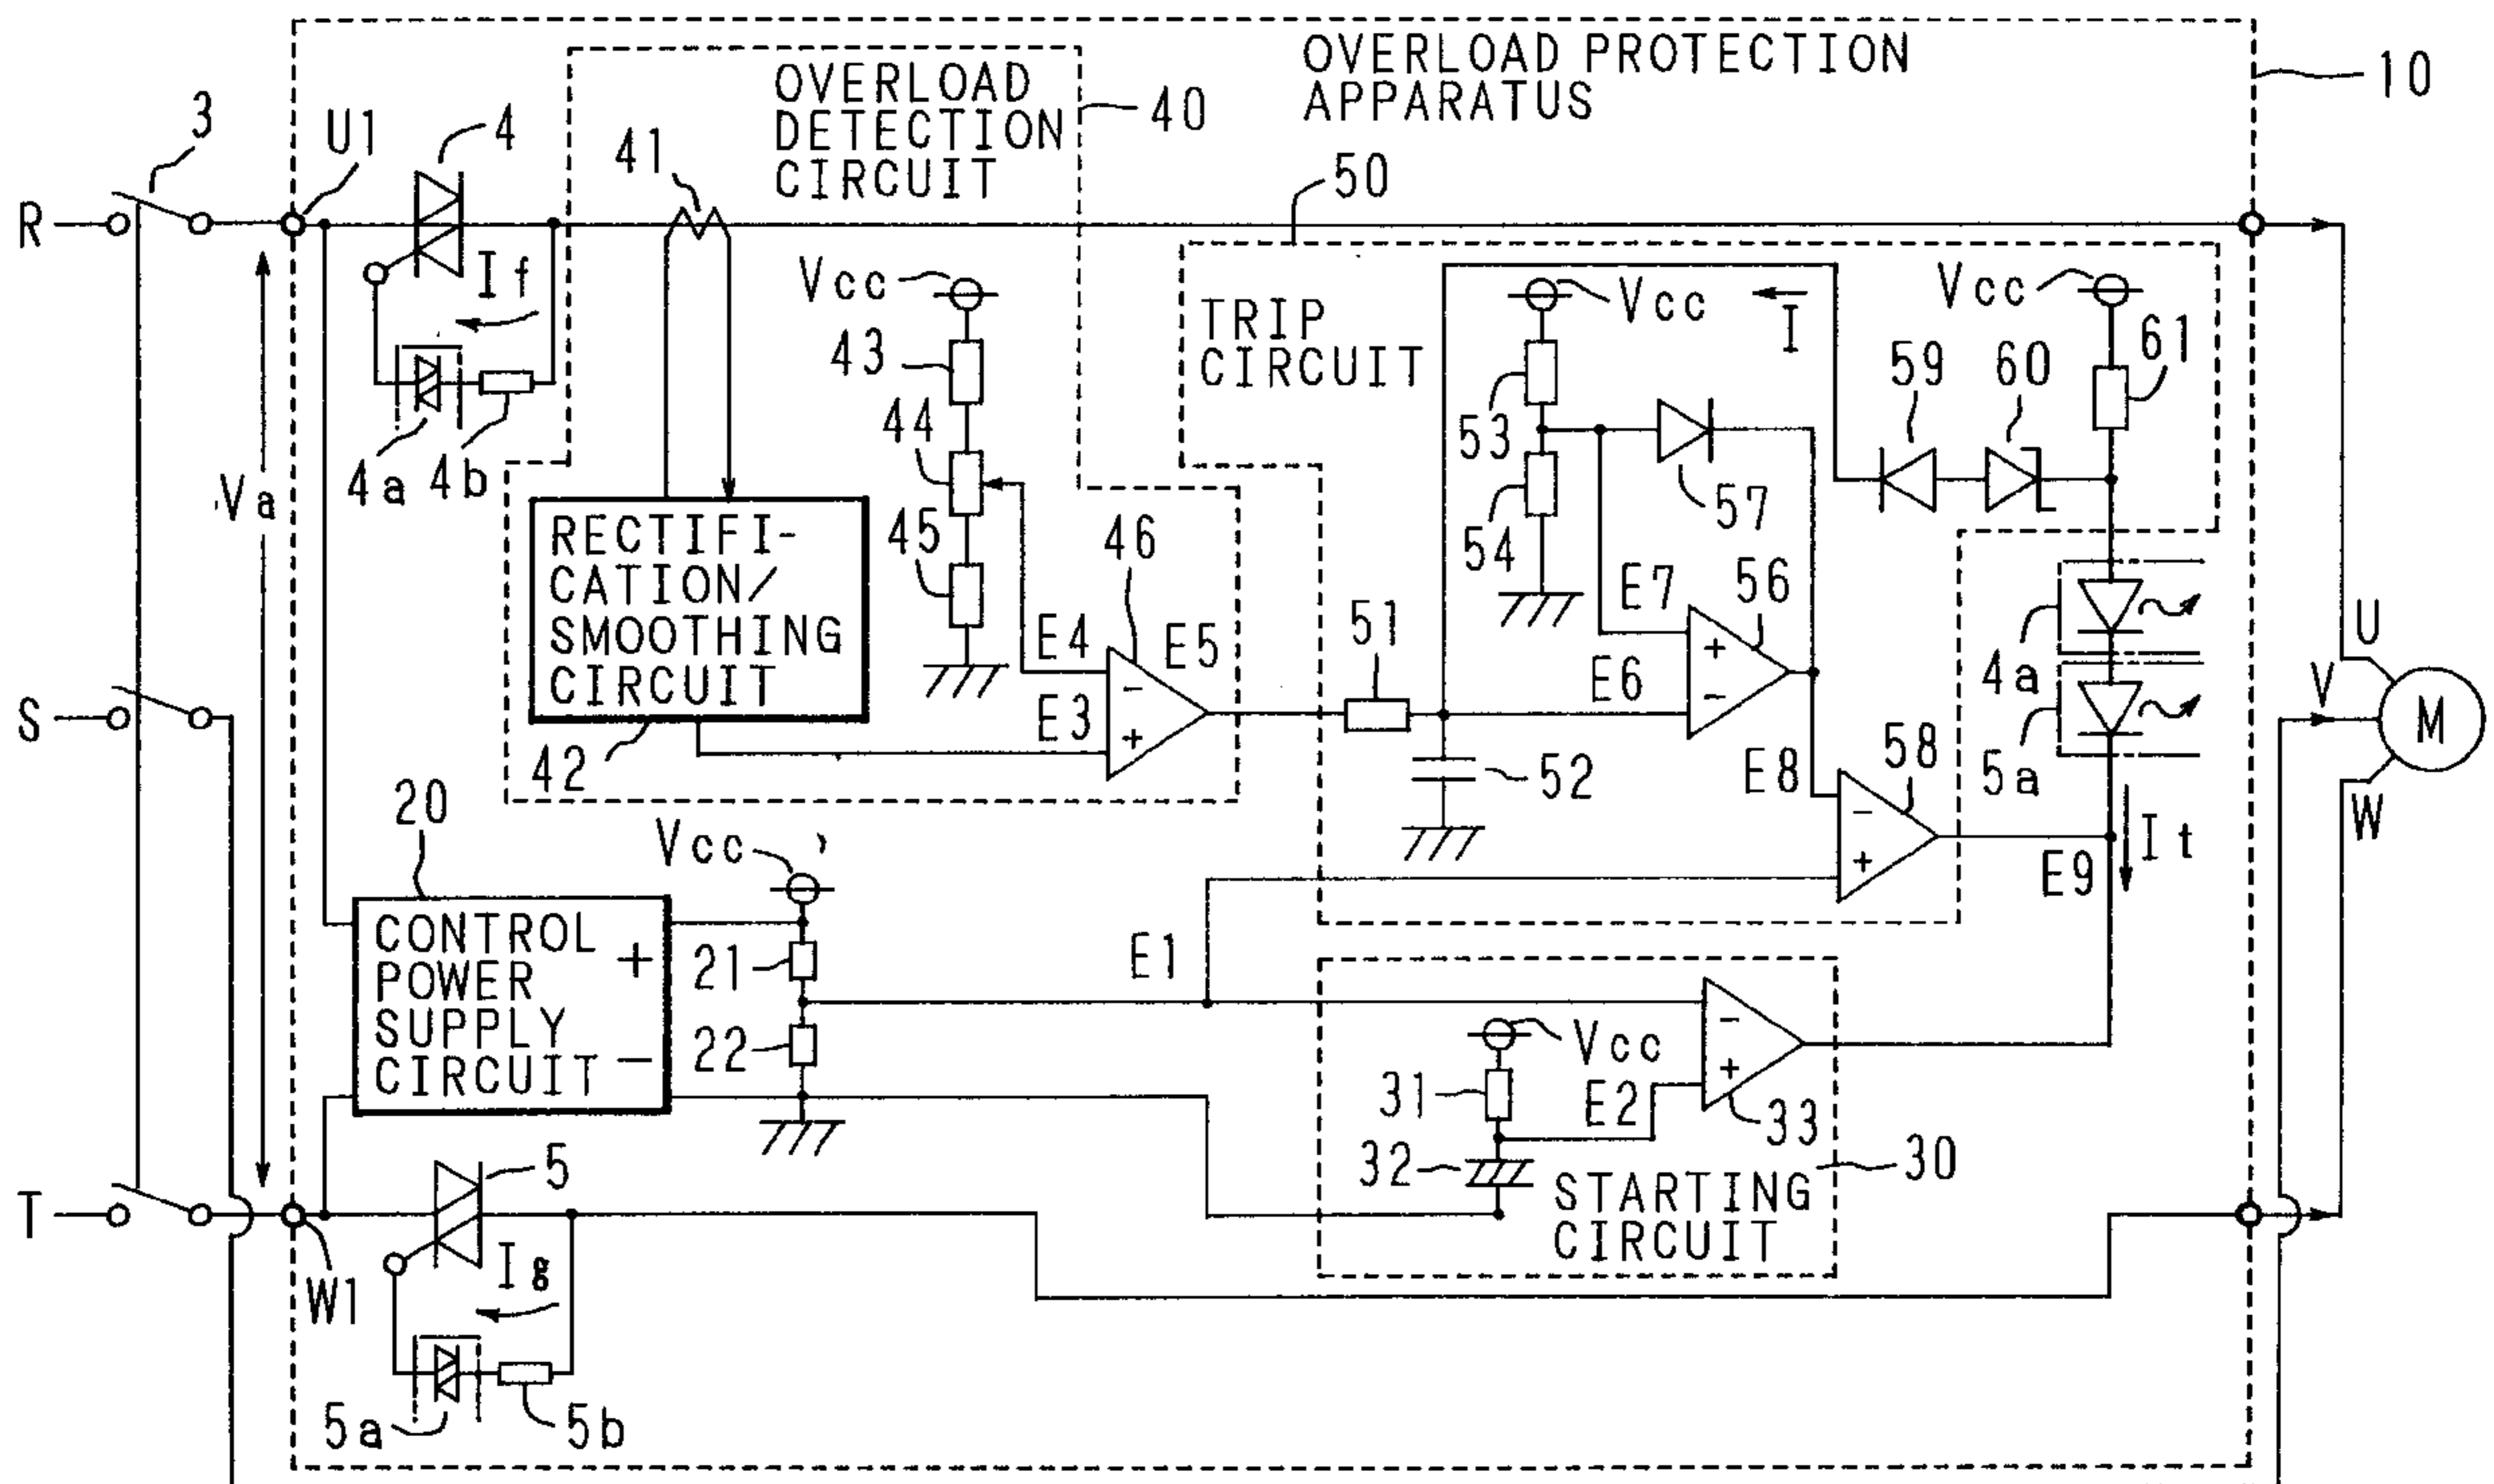 OVERLOAD PROTECTION
APPARATUS
10
OVERLOAD
DETECTION
CIRCUIT
40
3
U1
4
41
50
R
If
Vcc
43
44
45
46
4a
4b
Va
TRIP
CIRCUIT
Vcc
I
Vcc
53
54
57
59
60
61
RECTIFI-
CATION/
SMOOTHING
CIRCUIT
42
E4
E3
E5
51
52
E7
E6
56
E8
58
4a
5a
It
E9
U
V
W
M
S
20
Vcc
CONTROL
POWER
SUPPLY
CIRCUIT
+
-
21
22
E1
31
32
Vcc
E2
33
30
STARTING
CIRCUIT
T
W1
5
Ig
5a
5b
-
+
+
-
-
+
-
+